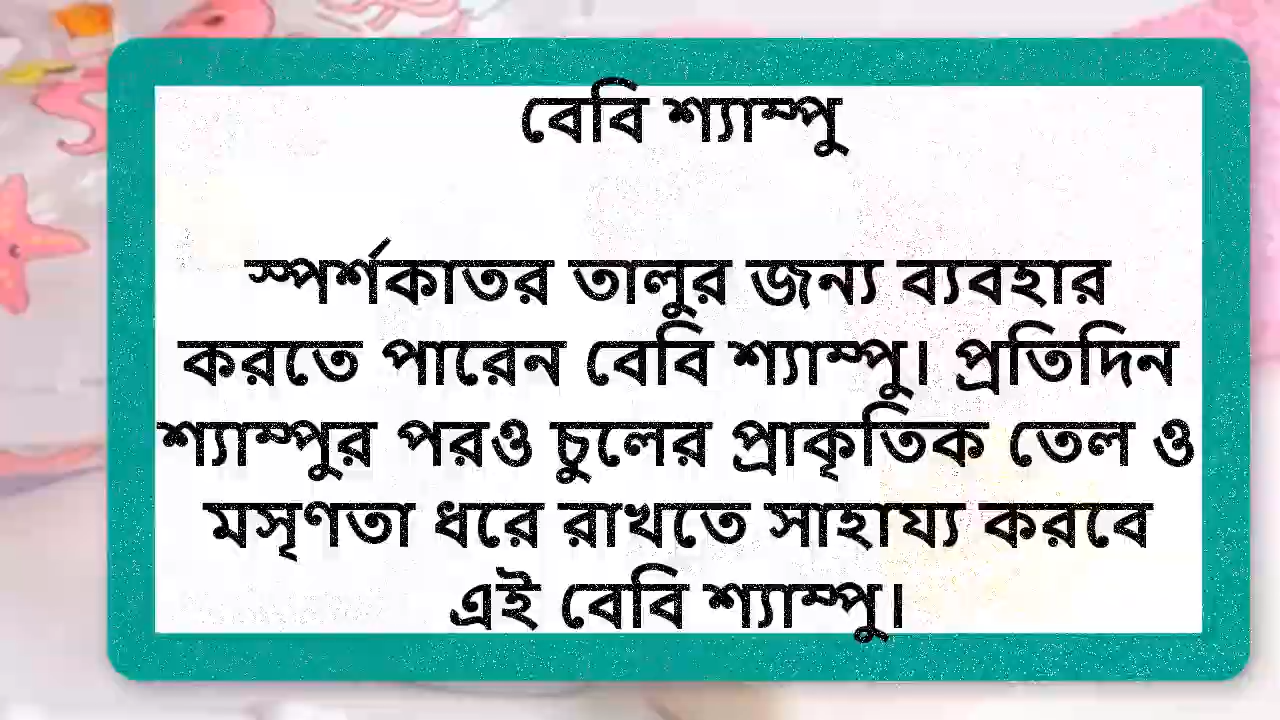 বেবি শ্যাম্পু
স্পর্শকাতর তালুর জন্য ব্যবহার
করতে পারেন বেবি শ্যাম্পু। প্রতিদিন
শ্যাম্পুর পরও চুলের প্রাকৃতিক তেল ও
মসৃণতা ধরে রাখতে সাহায্য করবে
এই বেবি শ্যাম্পু।